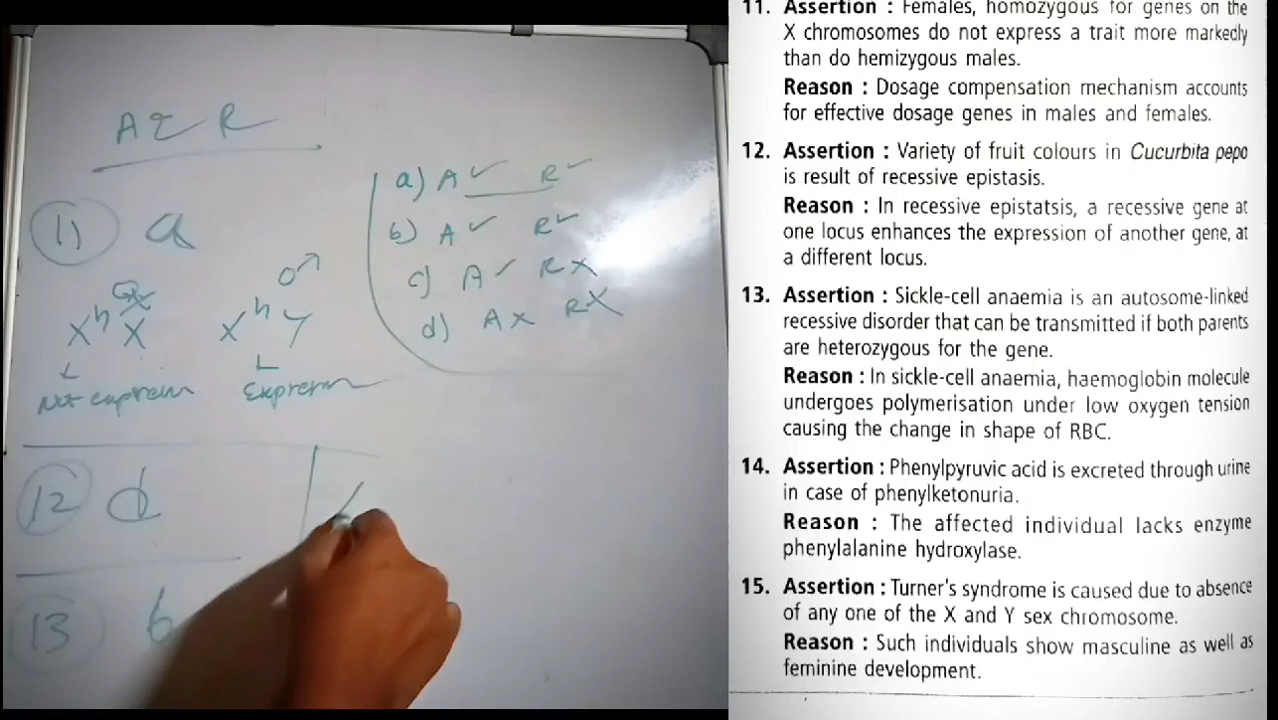 A & R
11) a
a) A ✓ R ✓
b) A ✓ R ✓
c) A ✓ R X
d) A X R X
♂
Xʰ X Xʰ Y
Not
12 d
13 b
11. Assertion : Females, homozygous for genes on the
X chromosomes do not express a trait more markedly
than do hemizygous males.
Reason : Dosage compensation mechanism accounts
for effective dosage genes in males and females.
12. Assertion : Variety of fruit colours in Cucurbita pepo
is result of recessive epistasis.
Reason : In recessive epistatsis, a recessive gene at
one locus enhances the expression of another gene, at
a different locus.
13. Assertion : Sickle-cell anaemia is an autosome-linked
recessive disorder that can be transmitted if both parents
are heterozygous for the gene.
Reason : In sickle-cell anaemia, haemoglobin molecule
undergoes polymerisation under low oxygen tension
causing the change in shape of RBC.
14. Assertion : Phenylpyruvic acid is excreted through urine
in case of phenylketonuria.
Reason : The affected individual lacks enzyme
phenylalanine hydroxylase.
15. Assertion : Turner's syndrome is caused due to absence
of any one of the X and Y sex chromosome.
Reason : Such individuals show masculine as well as
feminine development.